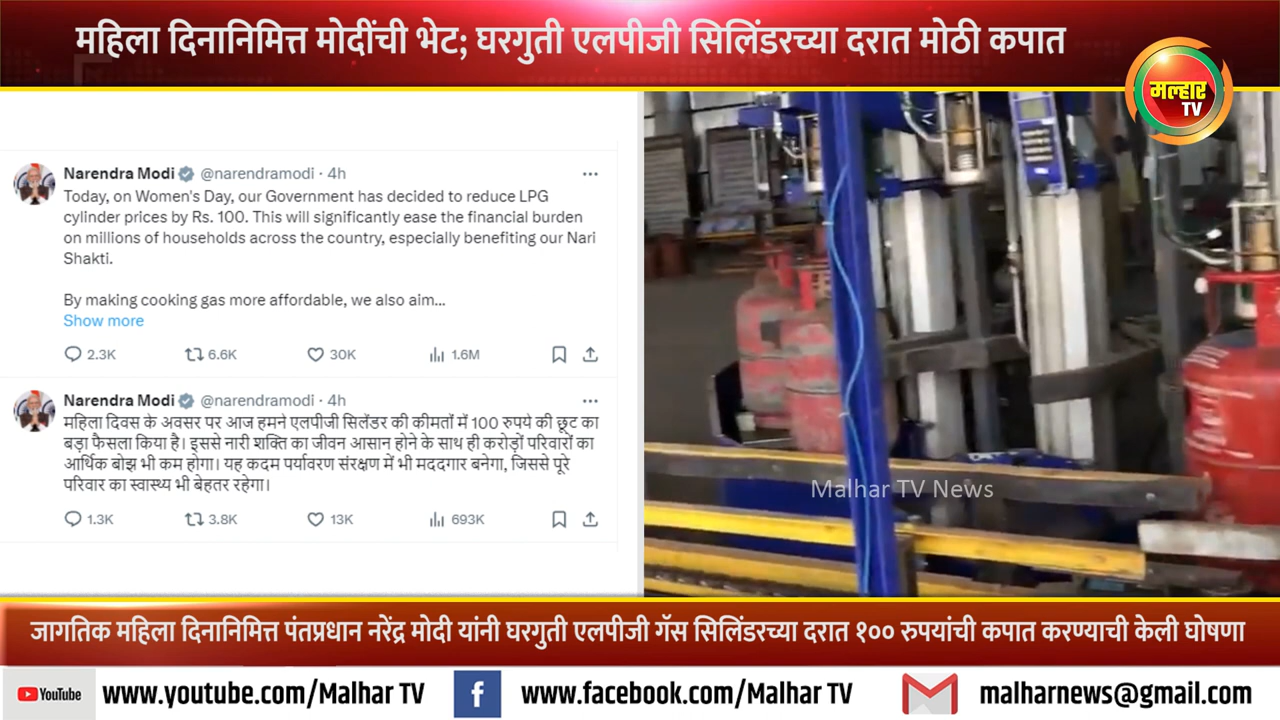 महिला दिनानिमित्त मोदींची भेट; घरगुती एलपीजी सिलिंडरच्या दरात मोठी कपात
मल्हार
TV
Narendra Modi @narendramodi · 4h
Today, on Women's Day, our Government has decided to reduce LPG
cylinder prices by Rs. 100. This will significantly ease the financial burden
on millions of households across the country, especially benefiting our Nari
Shakti.
By making cooking gas more affordable, we also aim...
Show more
2.3K 6.6K 30K 1.6M
Narendra Modi @narendramodi · 4h
महिला दिवस के अवसर पर आज हमने एलपीजी सिलेंडर की कीमतों में 100 रुपये की छूट का
बड़ा फैसला किया है। इससे नारी शक्ति का जीवन आसान होने के साथ ही करोड़ों परिवारों का
आर्थिक बोझ भी कम होगा। यह कदम पर्यावरण संरक्षण में भी मददगार बनेगा, जिससे पूरे
परिवार का स्वास्थ्य भी बेहतर रहेगा।
1.3K 3.8K 13K 693K
Malhar TV News
जागतिक महिला दिनानिमित्त पंतप्रधान नरेंद्र मोदी यांनी घरगुती एलपीजी गॅस सिलिंडरच्या दरात १०० रुपयांची कपात करण्याची केली घोषणा
YouTube www.youtube.com/Malhar TV www.facebook.com/Malhar TV malharnews@gmail.com